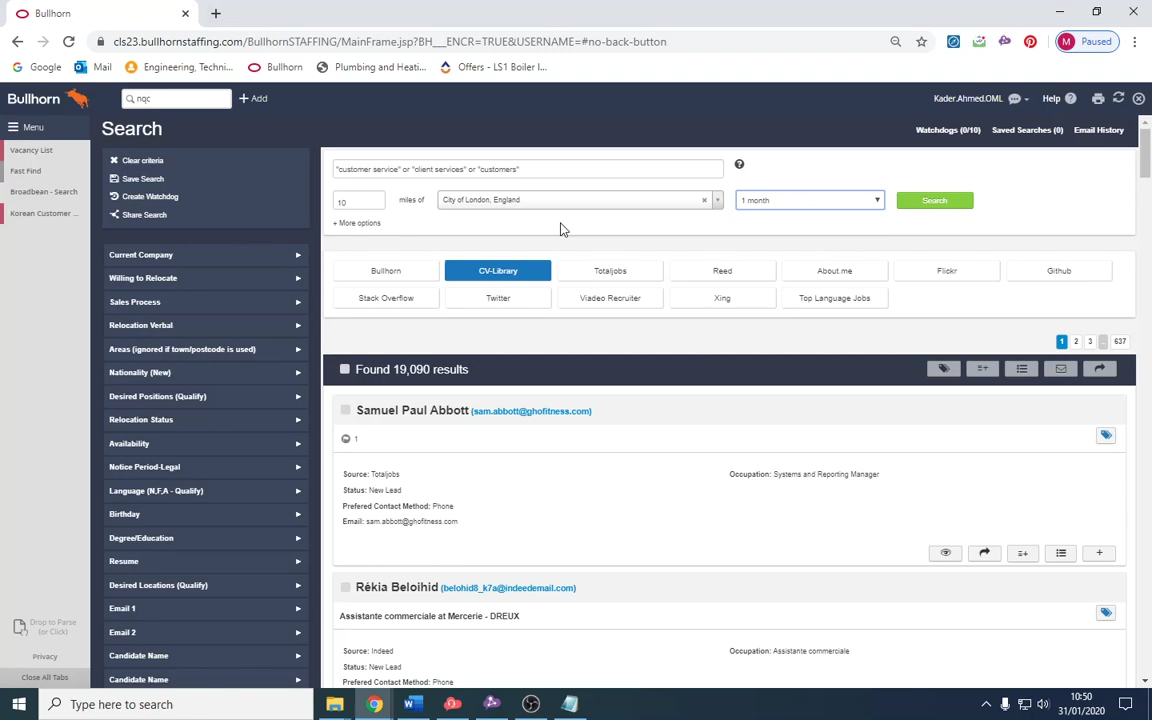 Bullhorn
cls23.bullhornstaffing.com/BullhornSTAFFING/MainFrame.jsp?BH___ENCR=TRUE&USERNAME=#no-back-button
M Paused
Google Mail Engineering, Techni... Bullhorn Plumbing and Heati... Offers - LS1 Boiler I...
Bullhorn nqc + Add Kader.Ahmed.OML Help
Menu Search Watchdogs (0/10) Saved Searches (0) Email History
Vacancy List
Fast Find
Broadbean - Search
Korean Customer ...
Clear criteria
Save Search
Create Watchdog
Share Search
"customer service" or "client services" or "customers"
10 miles of City of London, England 1 month Search
+ More options
Bullhorn CV-Library Totaljobs Reed About.me Flickr Github
Stack Overflow Twitter Viadeo Recruiter Xing Top Language Jobs
1 2 3 ... 637
Current Company
Willing to Relocate
Sales Process
Relocation Verbal
Areas (ignored if town/postcode is used)
Nationality (New)
Desired Positions (Qualify)
Relocation Status
Availability
Notice Period-Legal
Language (N,F,A - Qualify)
Birthday
Degree/Education
Resume
Desired Locations (Qualify)
Email 1
Email 2
Candidate Name
Candidate Name
Found 19,090 results
Samuel Paul Abbott (sam.abbott@ghofitness.com)
1
Source: Totaljobs Occupation: Systems and Reporting Manager
Status: New Lead
Prefered Contact Method: Phone
Email: sam.abbott@ghofitness.com
Rékia Beloihid (belohid8_k7a@indeedemail.com)
Assistante commerciale at Mercerie - DREUX
Source: Indeed Occupation: Assistante commerciale
Status: New Lead
Prefered Contact Method: Phone
Drop to Parse
(or Click)
Privacy
Close All Tabs
Type here to search
10:50
31/01/2020